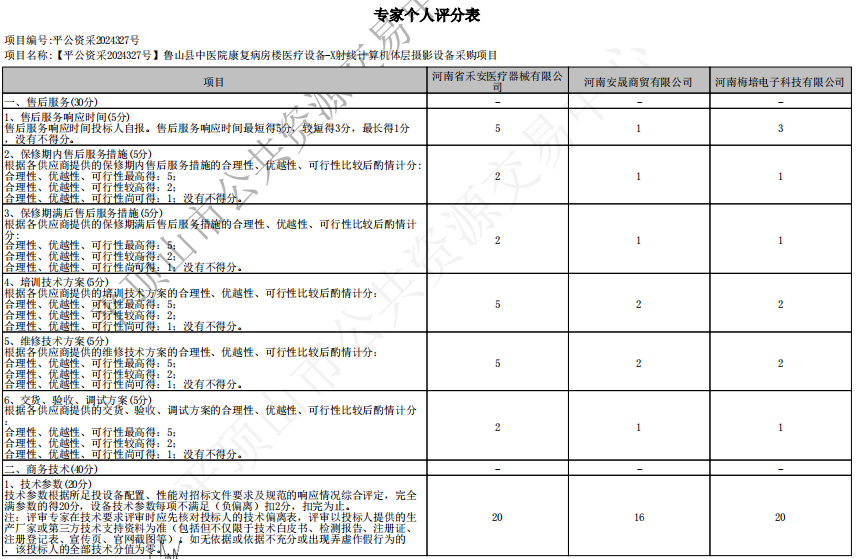 专家个人评分表
项目编号:平公资采2024327号
项目名称:【平公资采2024327号】鲁山县中医院康复病房楼医疗设备-X射线计算机体层摄影设备采购项目
项目 河南省禾安医疗器械有限公司 河南安晟商贸有限公司 河南梅培电子科技有限公司
一、售后服务(30分) - - -
1、售后服务响应时间(5分)
售后服务响应时间投标人自报。售后服务响应时间最短得5分，较短得3分，最长得1分
，没有不得分。
5 1 3
2、保修期内售后服务措施(5分)
根据各供应商提供的保修期内售后服务措施的合理性、优越性、可行性比较后酌情计分:
合理性、优越性、可行性最高得: 5;
合理性、优越性、可行性较高得: 2;
合理性、优越性、可行性尚可得: 1; 没有不得分。
2 1 1
3、保修期满后售后服务措施(5分)
根据各供应商提供的保修期满后售后服务措施的合理性、优越性、可行性比较后酌情计
分:
合理性、优越性、可行性最高得: 5;
合理性、优越性、可行性较高得: 2;
合理性、优越性、可行性尚可得: 1; 没有不得分。
2 1 1
4、培训技术方案(5分)
根据各供应商提供的培训技术方案的合理性、优越性、可行性比较后酌情计分:
合理性、优越性、可行性最高得: 5;
合理性、优越性、可行性较高得: 2;
合理性、优越性、可行性尚可得: 1; 没有不得分。
5 2 2
5、维修技术方案(5分)
根据各供应商提供的维修技术方案的合理性、优越性、可行性比较后酌情计分:
合理性、优越性、可行性最高得: 5;
合理性、优越性、可行性较高得: 2;
合理性、优越性、可行性尚可得: 1; 没有不得分。
5 2 2
6、交货、验收、调试方案(5分)
根据各供应商提供的交货、验收、调试方案的合理性、优越性、可行性比较后酌情计分
:
合理性、优越性、可行性最高得: 5;
合理性、优越性、可行性较高得: 2;
合理性、优越性、可行性尚可得: 1; 没有不得分。
2 1 1
二、商务技术(40分) - - -
1、技术参数(20分)
技术参数根据所足投设备配置、性能对招标文件要求及规范的响应情况综合评定，完全
满参数的得20分，设备技术参数每项不满足（负偏离）扣2分，扣完为止。
注: 评审专家在技术要求评审时应先核对投标人的技术偏离表，评审以投标人提供的生
产厂家或第三方技术支持资料为准（包括但不仅限于技术白皮书、检测报告、注册证、
注册登记表、宣传页、官网截图等）; 如无依据或依据不充分或出现弄虚作假行为的
，该投标人的全部技术分值为零。
20 16 20
平顶山市公共资源交易中心
平顶山市公共资源交易中心